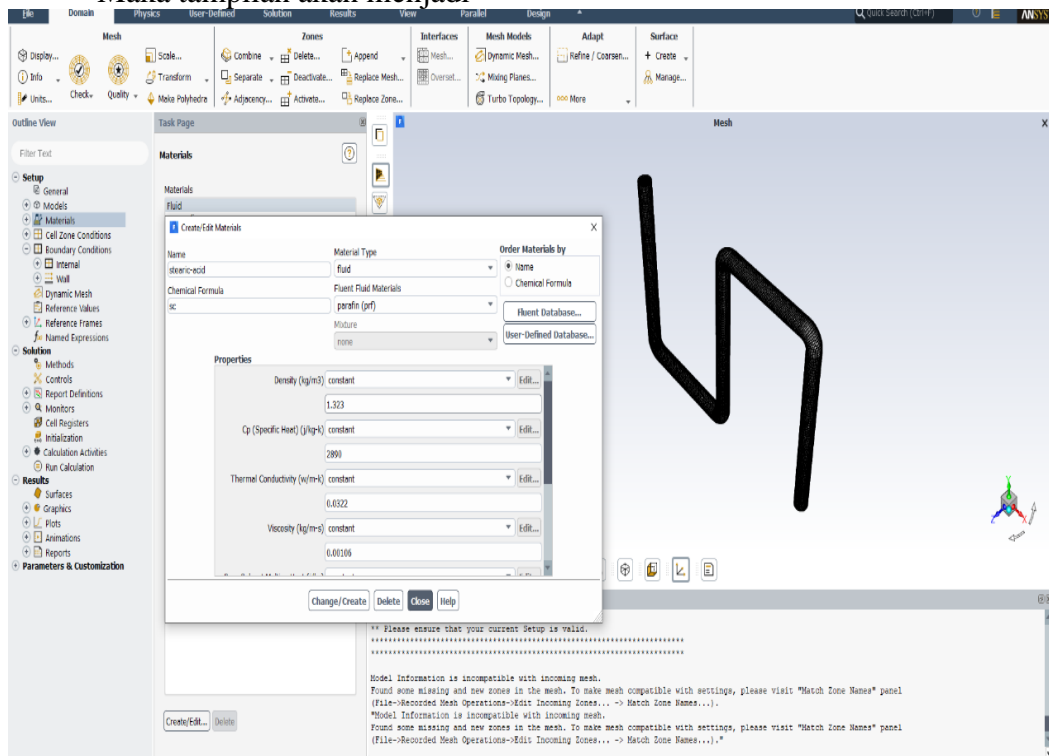 Maka tampilan akan menjadi
File Domain Physics User-Defined Solution Results View Parallel Design
Quick Search (Ctrl+F)
ANSYS
Mesh Zones Interfaces Mesh Models Adapt Surface
Display... Scale... Combine Delete... Append Mesh... Dynamic Mesh... Refine / Coarsen... + Create
Info Transform Separate Deactivate... Replace Mesh... Overset... Mixing Planes... Manage...
Units... Check Quality Make Polyhedra Adjacency... Activate... Replace Zone... Turbo Topology... More
Outline View
Filter Text
Setup
General
Models
Materials
Cell Zone Conditions
Boundary Conditions
Internal
Wall
Dynamic Mesh
Reference Values
Reference Frames
Named Expressions
Solution
Methods
Controls
Report Definitions
Monitors
Cell Registers
Initialization
Calculation Activities
Run Calculation
Results
Surfaces
Graphics
Plots
Animations
Reports
Parameters & Customization
Task Page
Materials
Materials
Fluid
Create/Edit... Delete
Mesh X
Create/Edit Materials X
Name
stearic-acid
Chemical Formula
sc
Material Type
fluid
Fluent Fluid Materials
parafin (prf)
Mixture
none
Order Materials by
Name
Chemical Formula
Fluent Database...
User-Defined Database...
Properties
Density (kg/m3) constant Edit...
1.323
Cp (Specific Heat) (j/kg-k) constant Edit...
2890
Thermal Conductivity (w/m-k) constant Edit...
0.0322
Viscosity (kg/m-s) constant Edit...
0.00106
Change/Create Delete Close Help
** Please ensure that your current Setup is valid.
Model Information is incompatible with incoming mesh.
Found some missing and new zones in the mesh. To make mesh compatible with settings, please visit "Match Zone Names" panel
(File->Recorded Mesh Operations->Edit Incoming Zones... -> Match Zone Names...).
"Model Information is incompatible with incoming mesh.
Found some missing and new zones in the mesh. To make mesh compatible with settings, please visit "Match Zone Names" panel
(File->Recorded Mesh Operations->Edit Incoming Zones... -> Match Zone Names...)."